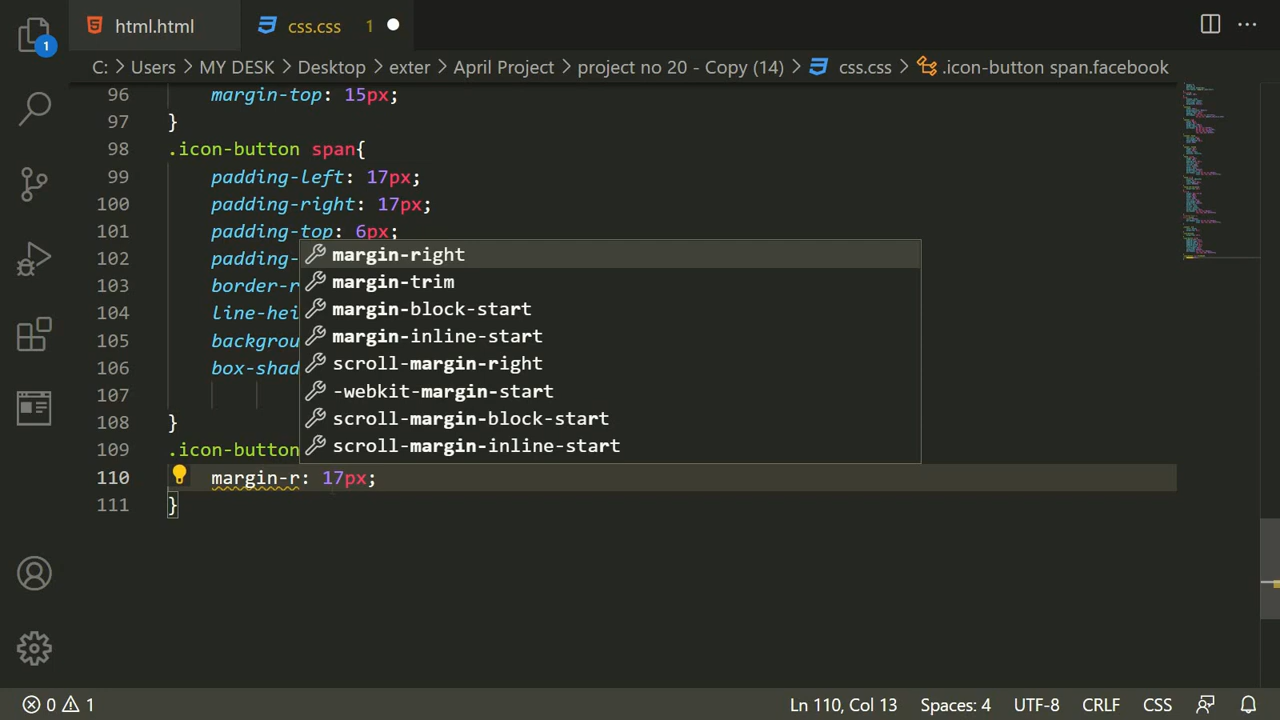 html.html css.css 1
1
C: > Users > MY DESK > Desktop > exter > April Project > project no 20 - Copy (14) > css.css > .icon-button span.facebook
96 margin-top: 15px;
97 }
98 .icon-button span{
99 padding-left: 17px;
100 padding-right: 17px;
101 padding-top: 6px;
102 padding-
103 border-r
104 line-hei
105 backgrou
106 box-shad
107
108 }
109 .icon-button
110 margin-r: 17px;
111 }
margin-right
margin-trim
margin-block-start
margin-inline-start
scroll-margin-right
-webkit-margin-start
scroll-margin-block-start
scroll-margin-inline-start
0 1 Ln 110, Col 13 Spaces: 4 UTF-8 CRLF CSS